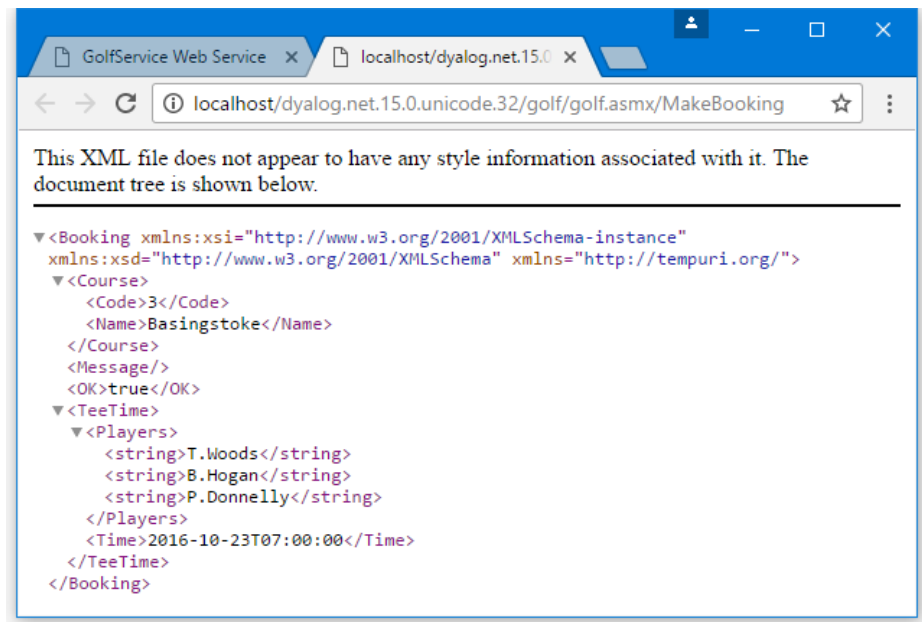 GolfService Web Service
localhost/dyalog.net.15.0
localhost/dyalog.net.15.0.unicode.32/golf/golf.asmx/MakeBooking
This XML file does not appear to have any style information associated with it. The
document tree is shown below.
▼<Booking xmlns:xsi="http://www.w3.org/2001/XMLSchema-instance"
xmlns:xsd="http://www.w3.org/2001/XMLSchema" xmlns="http://tempuri.org/">
▼<Course>
<Code>3</Code>
<Name>Basingstoke</Name>
</Course>
<Message/>
<OK>true</OK>
▼<TeeTime>
▼<Players>
<string>T.Woods</string>
<string>B.Hogan</string>
<string>P.Donnelly</string>
</Players>
<Time>2016-10-23T07:00:00</Time>
</TeeTime>
</Booking>